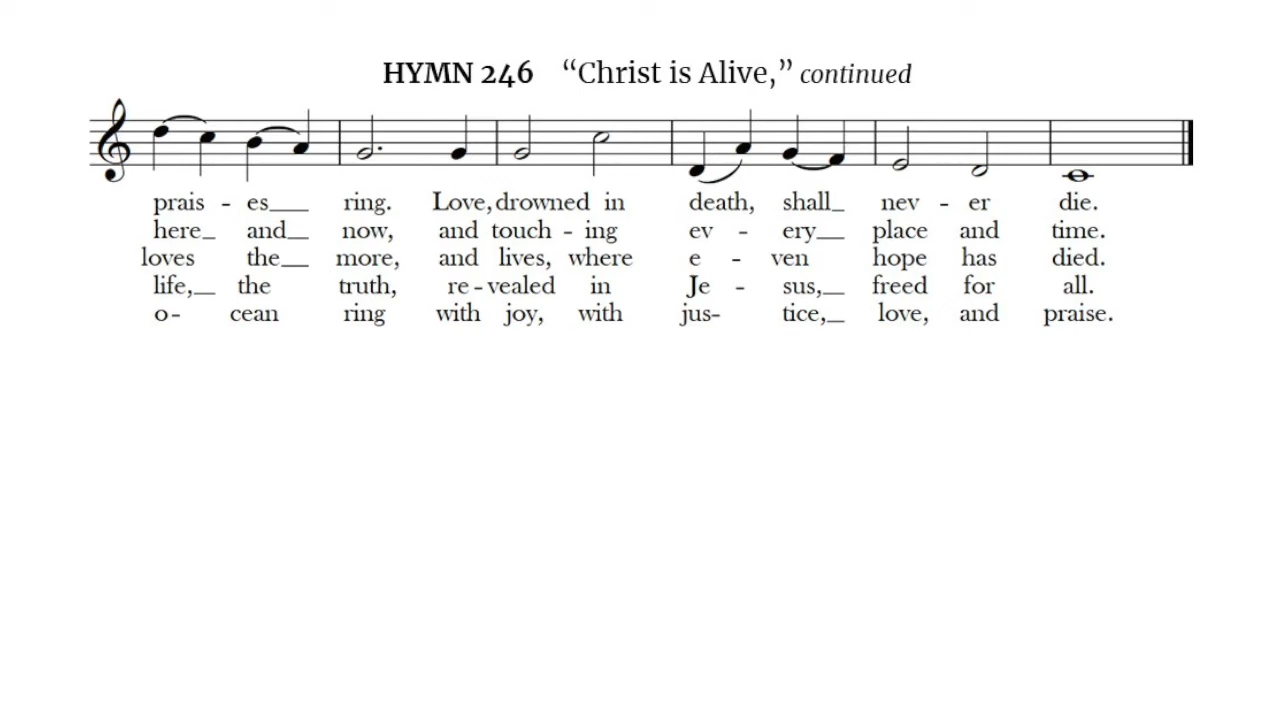 HYMN 246 “Christ is Alive,” continued
prais - es___ ring. Love, drowned in death, shall_ nev - er die.
here_ and__ now, and touch - ing ev - ery__ place and time.
loves the__ more, and lives, where e - ven hope has died.
life,__ the truth, re - vealed in Je - sus,__ freed for all.
o- cean ring with joy, with jus- tice,_ love, and praise.